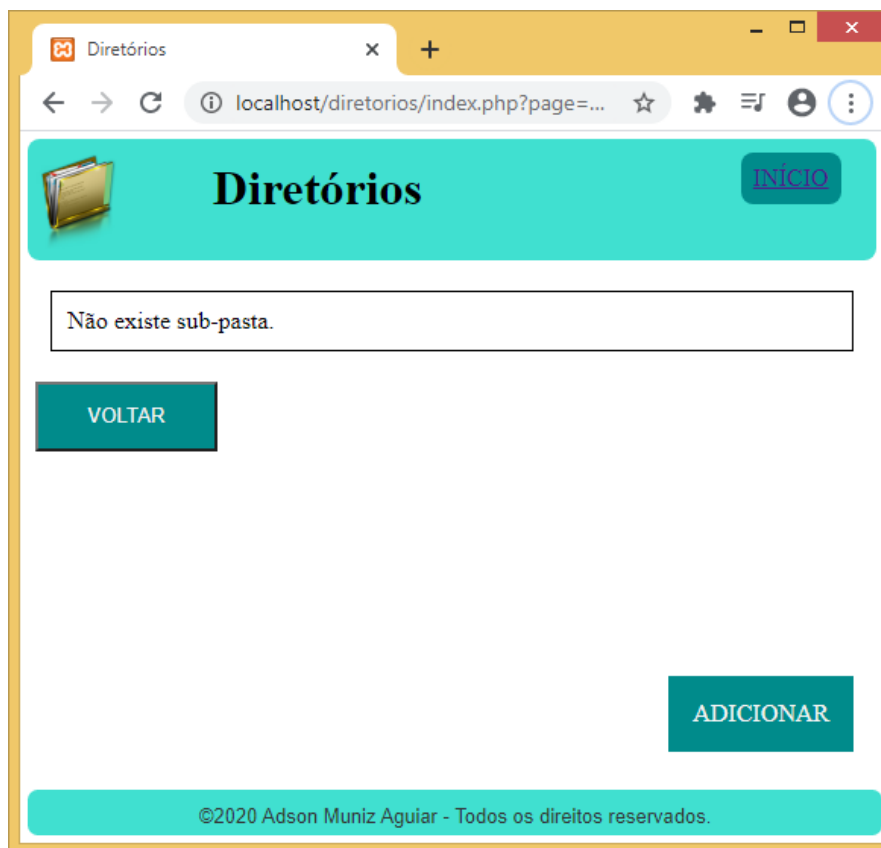 Diretórios
localhost/diretorios/index.php?page=...
Diretórios
INÍCIO
Não existe sub-pasta.
VOLTAR
ADICIONAR
©2020 Adson Muniz Aguiar - Todos os direitos reservados.